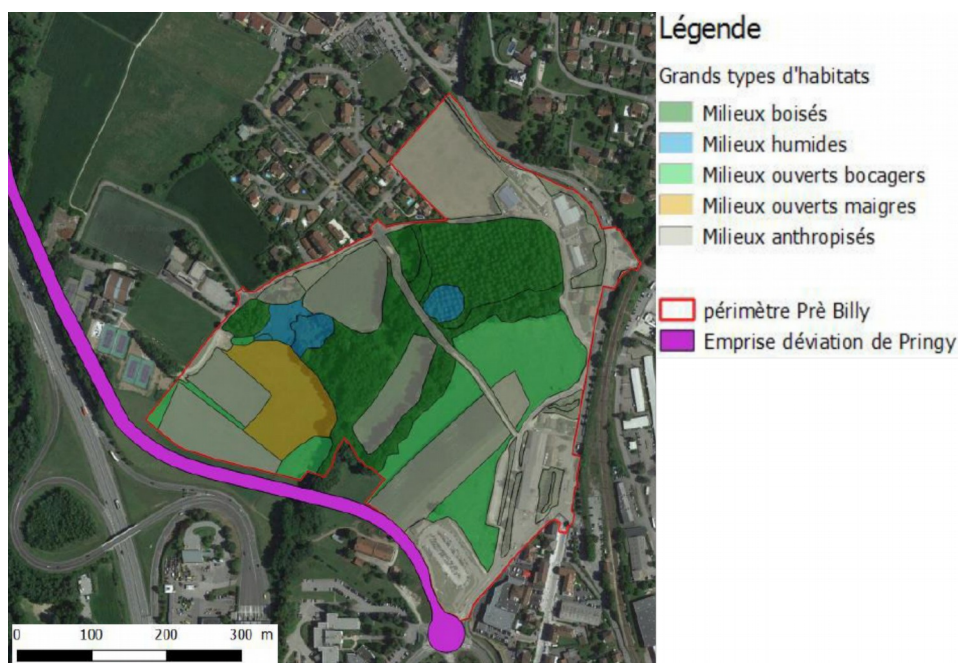 Légende
Grands types d'habitats
Milieux boisés
Milieux humides
Milieux ouverts bocagers
Milieux ouverts maigres
Milieux anthropisés
périmètre Prè Billy
Emprise déviation de Pringy
0 100 200 300 m